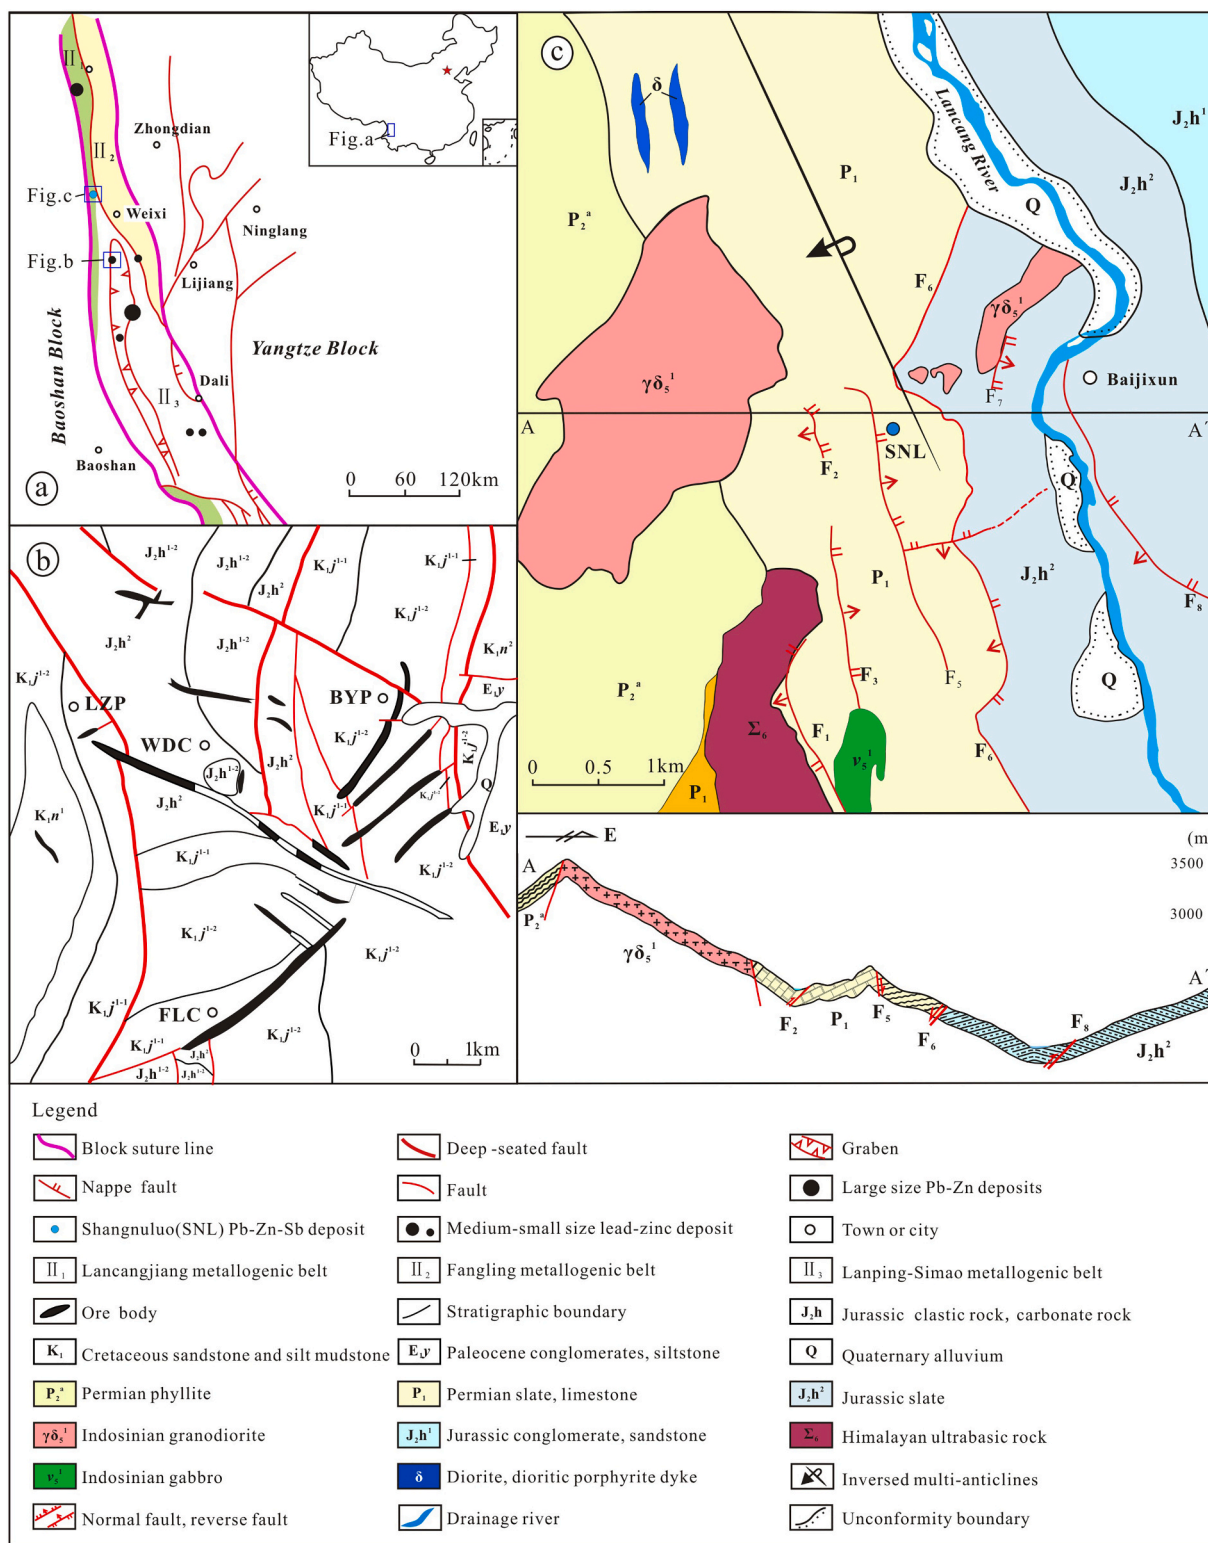 a
II₁
II₂
Zhongdian
Fig.c
Weixi
Ninglang
Fig.b
Lijiang
Baoshan Block
Yangtze Block
Dali
II₃
Baoshan
0 60 120km
Fig.a
b
J₂h¹⁻²
J₂h¹⁻²
J₂h²
K₁j¹⁻¹
K₁j¹⁻¹
K₁j¹⁻²
J₂h²
J₂h¹⁻²
K₁n²
K₁j¹⁻²
E₁y
LZP
BYP
WDC
K₁j¹⁻²
K₁j¹⁻²
J₂h¹⁻²
J₂h²
J₂h²
Q
K₁j¹⁻¹
K₁j¹⁻¹
K₁n¹
E₁y
K₁j¹⁻¹
K₁j¹⁻²
K₁j¹⁻²
K₁j¹⁻²
K₁j¹⁻¹
FLC
K₁j¹⁻²
K₁j¹⁻¹
J₂h²
J₂h¹⁻²
J₂h¹⁻²
0 1km
c
δ
Lancang River
J₂h¹
P₁
J₂h²
P₂ᵃ
Q
F₆
γδ₅¹
γδ₅¹
F₇
Baijixun
A
A'
SNL
F₂
Q
P₁
J₂h²
F₈
P₂ᵃ
F₃
F₅
Q
Σ₆
F₁
ν₅¹
F₆
P₁
0 0.5 1km
E
(m
A
3500
P₂ᵃ
3000
γδ₅¹
A'
F₂
P₁
F₅
F₆
F₈
J₂h²
Legend
Block suture line
Deep-seated fault
Graben
Nappe fault
Fault
Large size Pb-Zn deposits
Shangnuluo(SNL) Pb-Zn-Sb deposit
Medium-small size lead-zinc deposit
Town or city
II₁ Lancangjiang metallogenic belt
II₂ Fangling metallogenic belt
II₃ Lanping-Simao metallogenic belt
Ore body
Stratigraphic boundary
J₂h Jurassic clastic rock, carbonate rock
K₁ Cretaceous sandstone and silt mudstone
E₁y Paleocene conglomerates, siltstone
Q Quaternary alluvium
P₂ᵃ Permian phyllite
P₁ Permian slate, limestone
J₂h² Jurassic slate
γδ₅¹ Indosinian granodiorite
J₂h¹ Jurassic conglomerate, sandstone
Σ₆ Himalayan ultrabasic rock
ν₅¹ Indosinian gabbro
δ Diorite, dioritic porphyrite dyke
Inversed multi-anticlines
Normal fault, reverse fault
Drainage river
Unconformity boundary